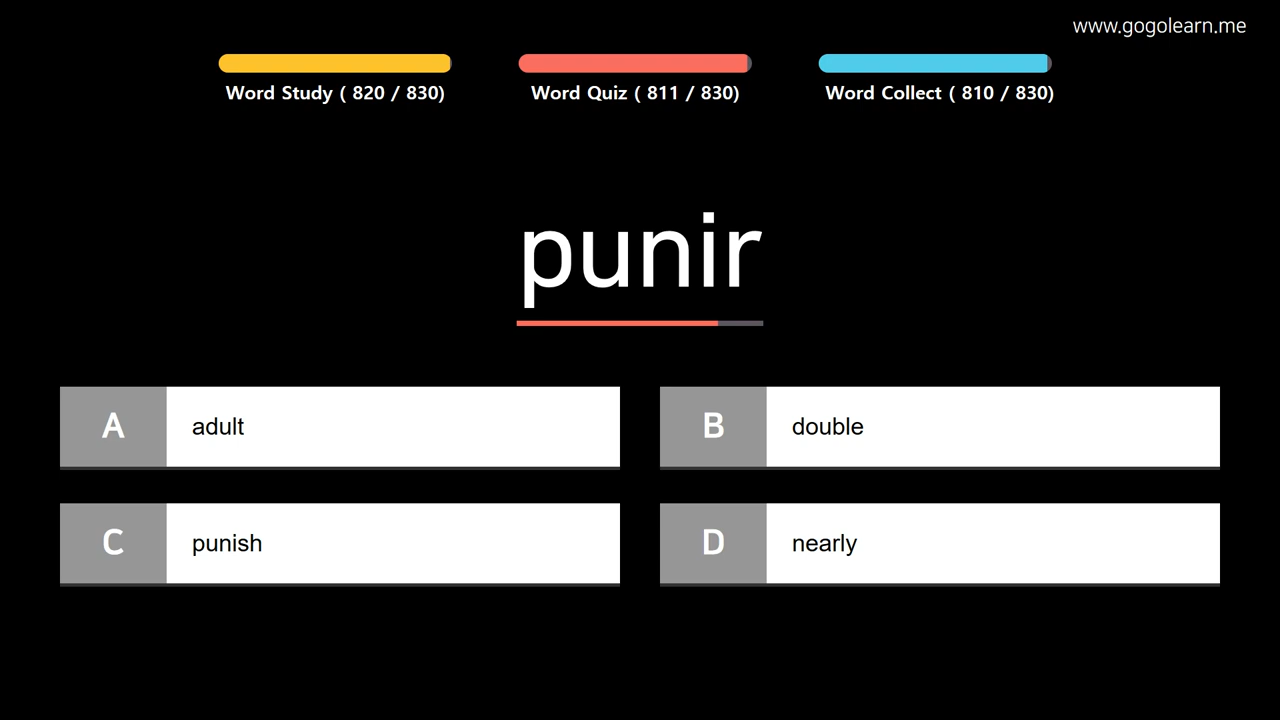 www.gogolearn.me
Word Study ( 820 / 830)
Word Quiz ( 811 / 830)
Word Collect ( 810 / 830)
punir
A adult
B double
C punish
D nearly